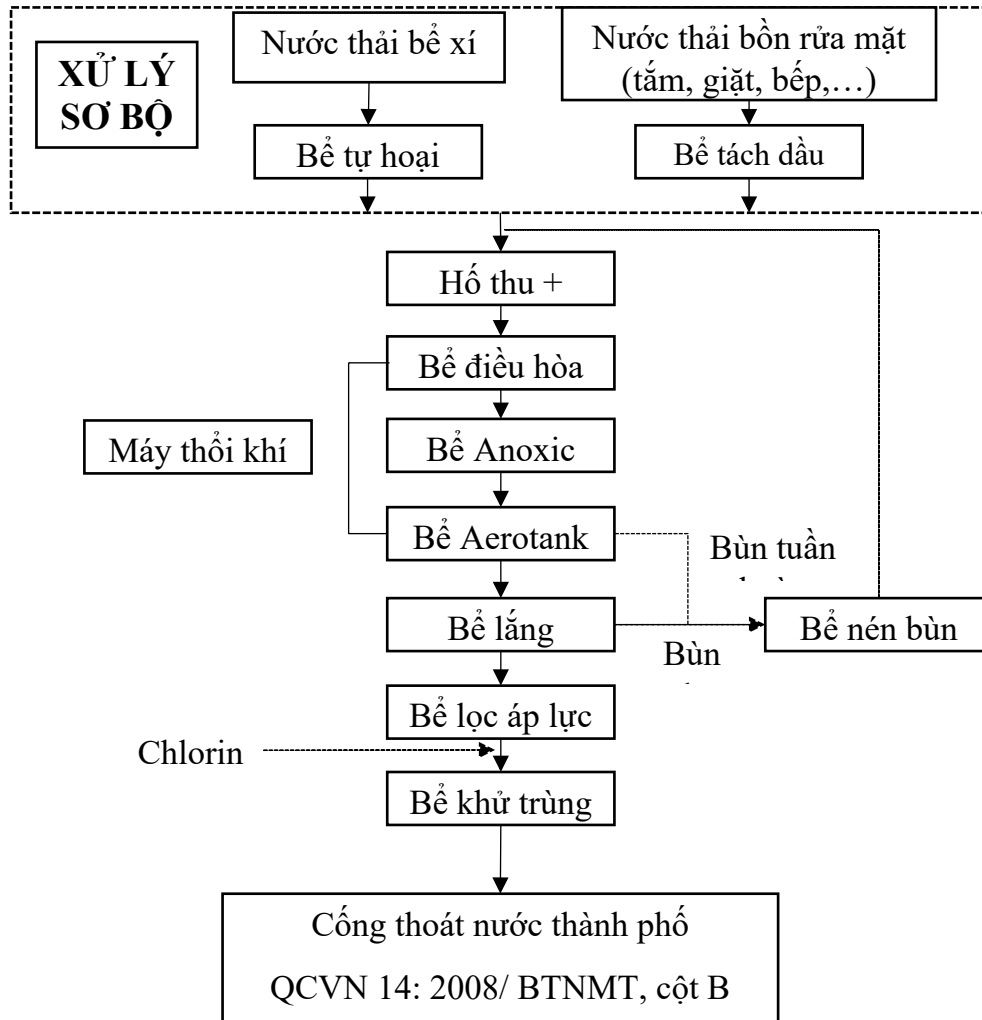 XỬ LÝ
SƠ BỘ
Nước thải bể xí
Nước thải bồn rửa mặt
(tắm, giặt, bếp,…)
Bể tự hoại
Bể tách dầu
Hố thu +
Bể điều hòa
Máy thổi khí
Bể Anoxic
Bể Aerotank
Bùn tuần
Bể lắng
Bùn
Bể nén bùn
Bể lọc áp lực
Chlorin
Bể khử trùng
Cống thoát nước thành phố
QCVN 14: 2008/ BTNMT, cột B